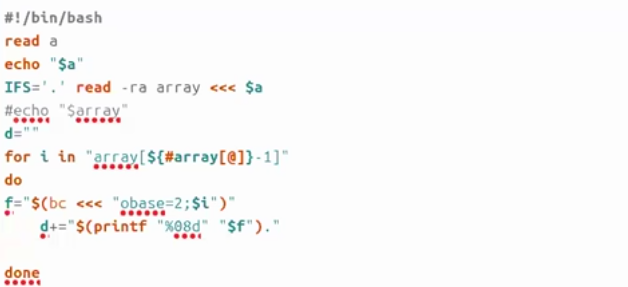 #!/bin/bash
read a
echo "$a"
IFS='.' read -ra array <<< $a
#echo "$array"
d=""
for i in "array[${#array[@]}-1]"
do
f="$(bc <<< "obase=2;$i")"
d+="$(printf "%08d" "$f")."
done